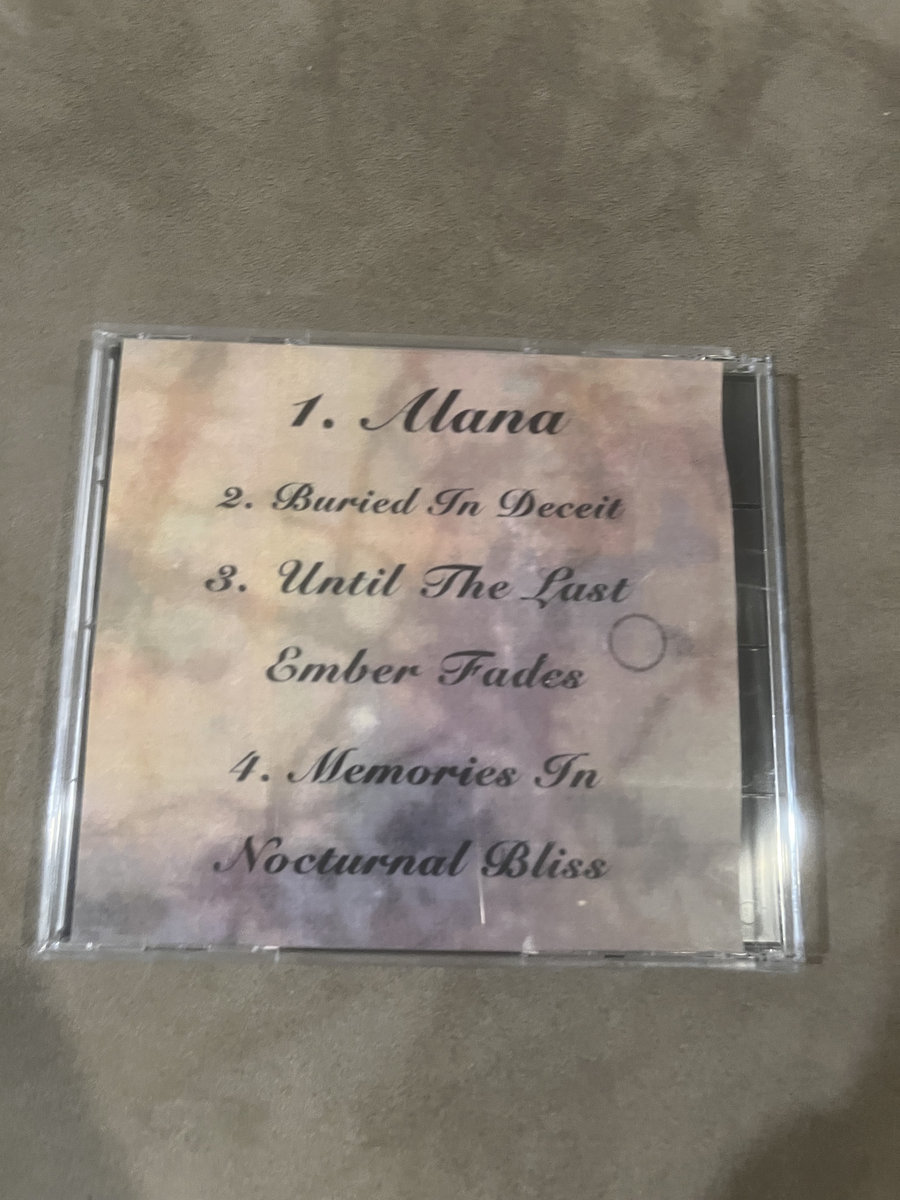 1. Alana
2. Buried In Deceit
3. Until The Last
Ember Fades
4. Memories In
Nocturnal Bliss